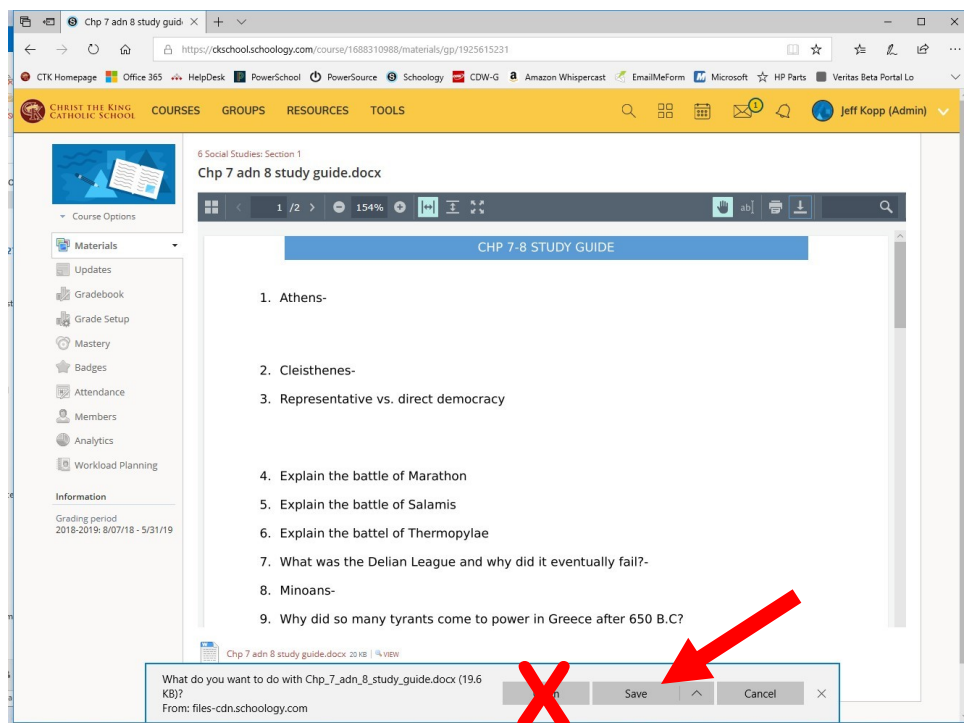 Chp 7 adn 8 study guid
https://ckschool.schoology.com/course/1688310988/materials/gp/1925615231
CTK Homepage Office 365 HelpDesk PowerSchool PowerSource Schoology CDW-G Amazon Whispercast EmailMeForm Microsoft HP Parts Veritas Beta Portal Lo
CHRIST THE KING
CATHOLIC SCHOOL
COURSES GROUPS RESOURCES TOOLS 1 Jeff Kopp (Admin)
6 Social Studies: Section 1
Chp 7 adn 8 study guide.docx
Course Options
1 /2 154% ab]
Materials
Updates
Gradebook
Grade Setup
Mastery
Badges
Attendance
Members
Analytics
Workload Planning
Information
Grading period
2018-2019: 8/07/18 - 5/31/19
CHP 7-8 STUDY GUIDE
1. Athens-
2. Cleisthenes-
3. Representative vs. direct democracy
4. Explain the battle of Marathon
5. Explain the battle of Salamis
6. Explain the battel of Thermopylae
7. What was the Delian League and why did it eventually fail?-
8. Minoans-
9. Why did so many tyrants come to power in Greece after 650 B.C?
Chp 7 adn 8 study guide.docx 20 KB VIEW
What do you want to do with Chp_7_adn_8_study_guide.docx (19.6
KB)?
From: files-cdn.schoology.com
Save Cancel